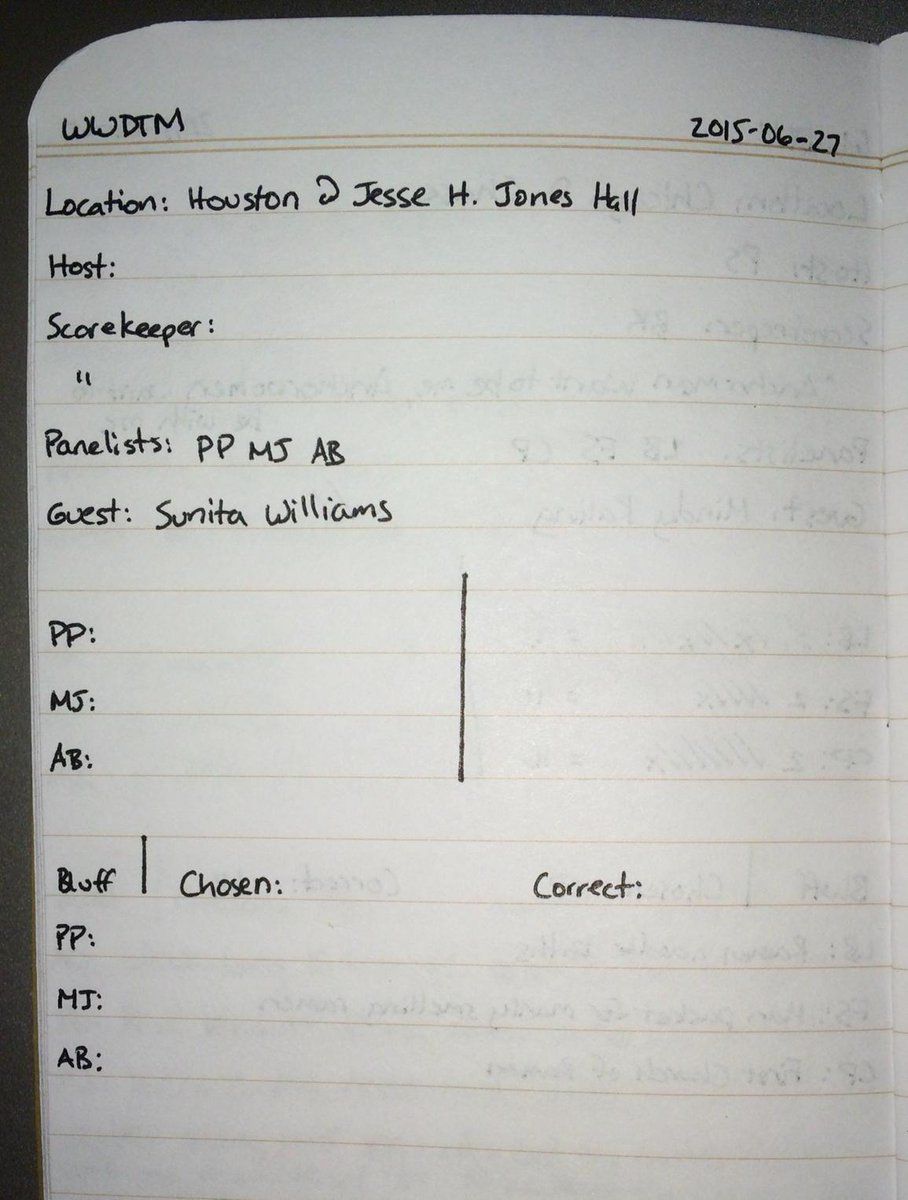 WWDTM 2015-06-27
Location: Houston @ Jesse H. Jones Hall
Host:
Scorekeeper:
"
Panelists: PP MJ AB
Guest: Sunita Williams
PP:
MJ:
AB:
Bluff Chosen: Correct:
PP:
MJ:
AB: